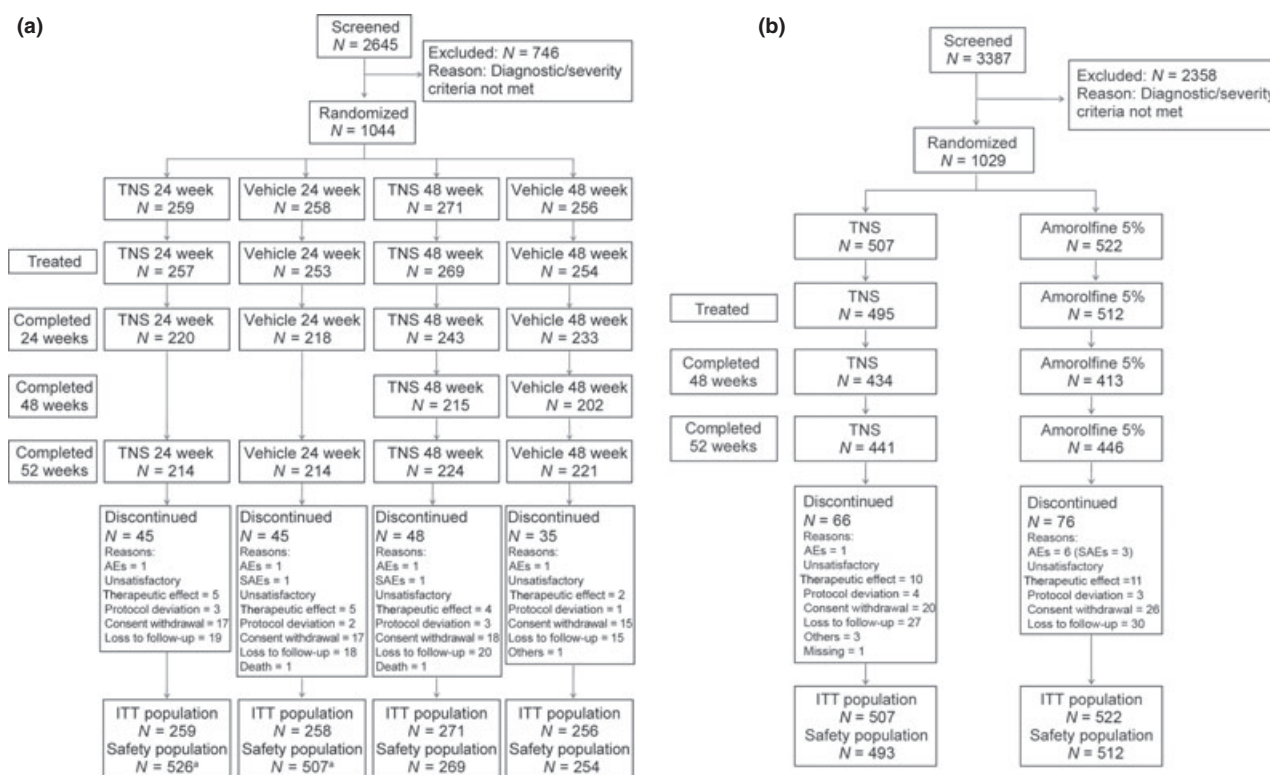 (a)
Screened
N = 2645
Excluded: N = 746
Reason: Diagnostic/severity
criteria not met
Randomized
N = 1044
TNS 24 week
N = 259
Vehicle 24 week
N = 258
TNS 48 week
N = 271
Vehicle 48 week
N = 256
Treated
TNS 24 week
N = 257
Vehicle 24 week
N = 253
TNS 48 week
N = 269
Vehicle 48 week
N = 254
Completed
24 weeks
TNS 24 week
N = 220
Vehicle 24 week
N = 218
TNS 48 week
N = 243
Vehicle 48 week
N = 233
Completed
48 weeks
TNS 48 week
N = 215
Vehicle 48 week
N = 202
Completed
52 weeks
TNS 24 week
N = 214
Vehicle 24 week
N = 214
TNS 48 week
N = 224
Vehicle 48 week
N = 221
Discontinued
N = 45
Reasons:
AEs = 1
Unsatisfactory
Therapeutic effect = 5
Protocol deviation = 3
Consent withdrawal = 17
Loss to follow-up = 19
Discontinued
N = 45
Reasons:
AEs = 1
SAEs = 1
Unsatisfactory
Therapeutic effect = 5
Protocol deviation = 2
Consent withdrawal = 17
Loss to follow-up = 18
Death = 1
Discontinued
N = 48
Reasons:
AEs = 1
SAEs = 1
Unsatisfactory
Therapeutic effect = 4
Protocol deviation = 3
Consent withdrawal = 18
Loss to follow-up = 20
Death = 1
Discontinued
N = 35
Reasons:
AEs = 1
Unsatisfactory
Therapeutic effect = 2
Protocol deviation = 1
Consent withdrawal = 15
Loss to follow-up = 15
Others = 1
ITT population
N = 259
Safety population
N = 526ª
ITT population
N = 258
Safety population
N = 507ª
ITT population
N = 271
Safety population
N = 269
ITT population
N = 256
Safety population
N = 254
(b)
Screened
N = 3387
Excluded: N = 2358
Reason: Diagnostic/severity
criteria not met
Randomized
N = 1029
TNS
N = 507
Amorolfine 5%
N = 522
Treated
TNS
N = 495
Amorolfine 5%
N = 512
Completed
48 weeks
TNS
N = 434
Amorolfine 5%
N = 413
Completed
52 weeks
TNS
N = 441
Amorolfine 5%
N = 446
Discontinued
N = 66
Reasons:
AEs = 1
Unsatisfactory
Therapeutic effect = 10
Protocol deviation = 4
Consent withdrawal = 20
Loss to follow-up = 27
Others = 3
Missing = 1
Discontinued
N = 76
Reasons:
AEs = 6 (SAEs = 3)
Unsatisfactory
Therapeutic effect =11
Protocol deviation = 3
Consent withdrawal = 26
Loss to follow-up = 30
ITT population
N = 507
Safety population
N = 493
ITT population
N = 522
Safety population
N = 512